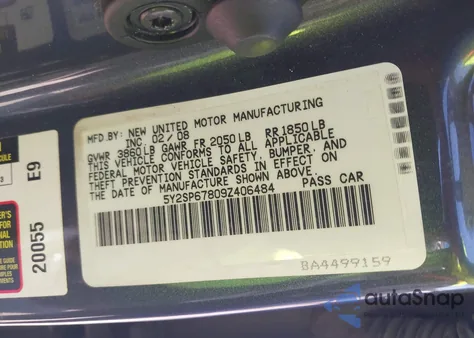 MFD.BY: NEW UNITED MOTOR MANUFACTURING
INC 02/08
GVWR 3860LB GAWR FR 2050LB RR1850LB
THIS VEHICLE CONFORMS TO ALL APPLICABLE
FEDERAL MOTOR VEHICLE SAFETY, BUMPER, AND
THEFT PREVENTION STANDARDS IN EFFECT ON
THE DATE OF MANUFACTURE SHOWN ABOVE.
5Y2SP67809Z406484 PASS CAR
BA4499159
E9
20055
autoSnap